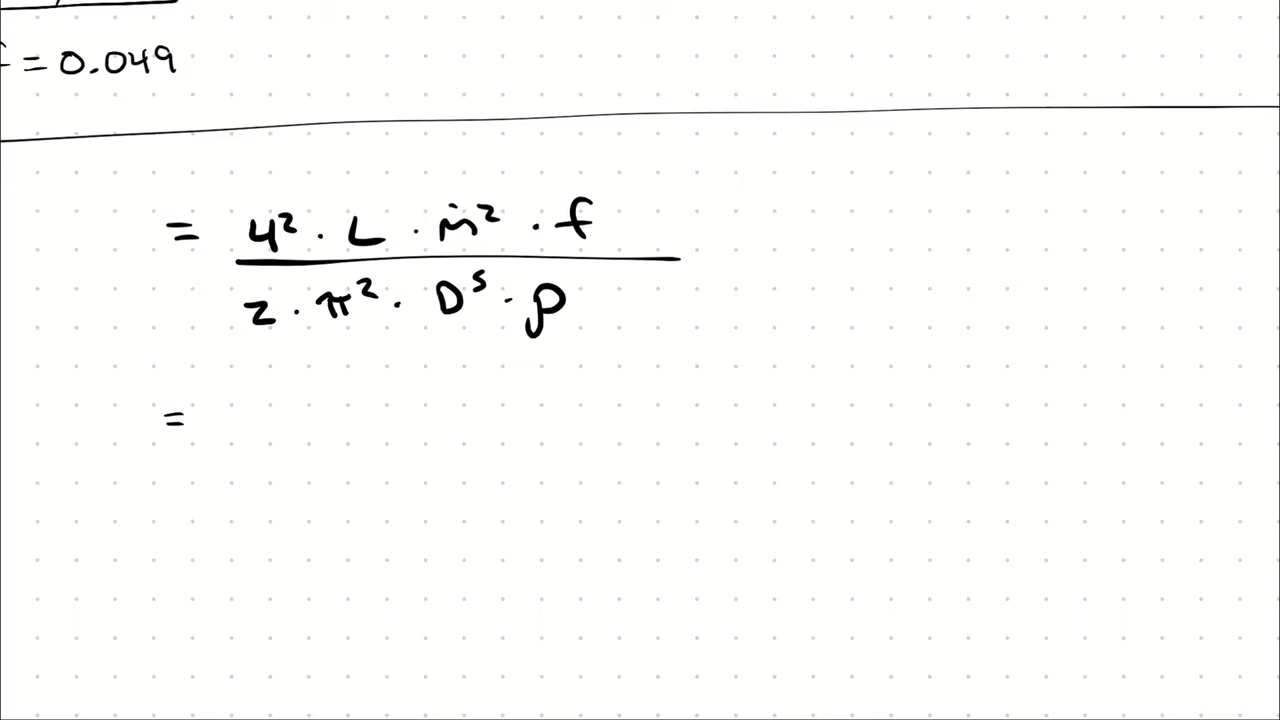 = 0.049
= 4² · L · ṁ² · f
2 · π² · D⁵ · ρ
=